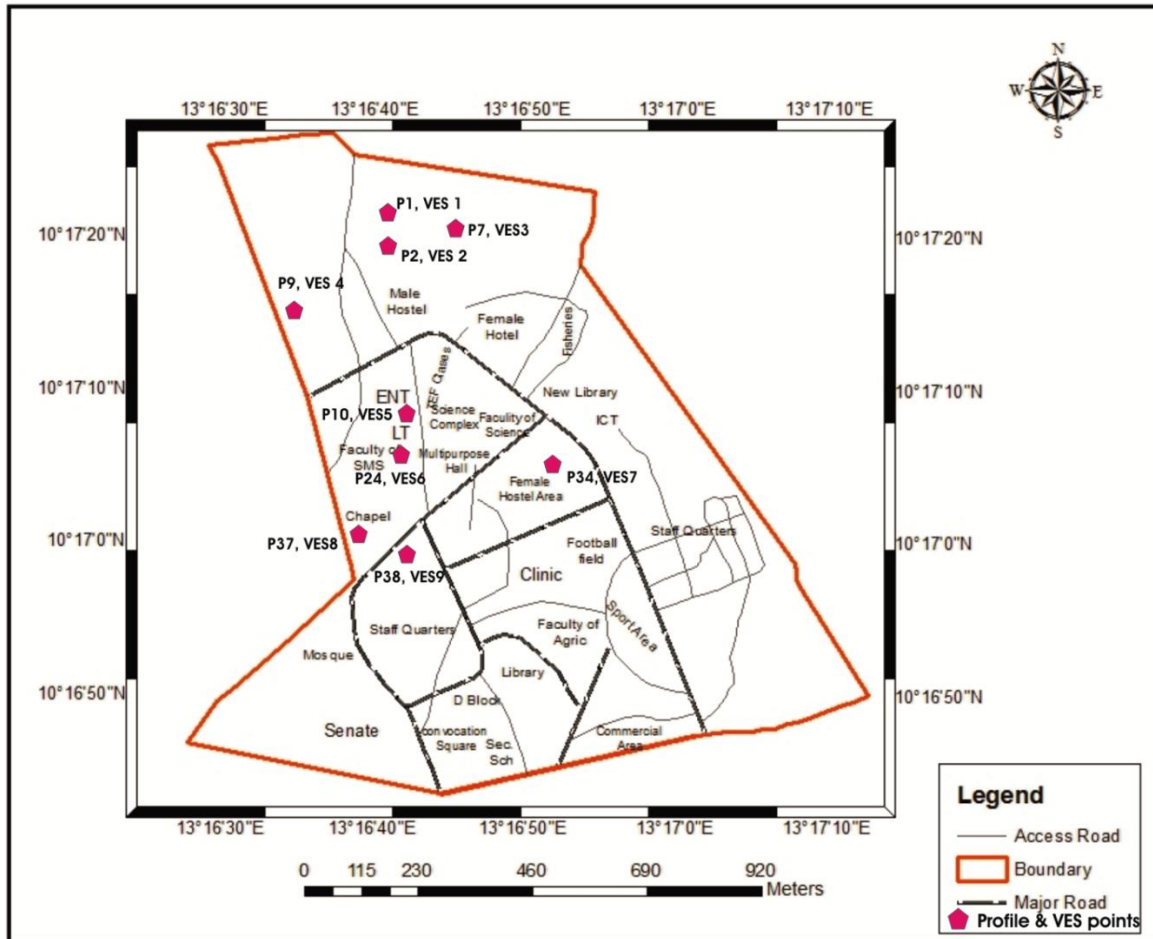 N
W E
S
13°16'30"E 13°16'40"E 13°16'50"E 13°17'0"E 13°17'10"E
P1, VES 1
P7, VES3
10°17'20"N 10°17'20"N
P2, VES 2
P9, VES 4
Male
Hostel
Female
Hotel
Fisheries
10°17'10"N 10°17'10"N
New Library
ENT
P10, VES5
Science
Complex
Faculity of
Science
ICT
LT
Faculty of
SMS
Multipurpose
Hall
P24, VES6
Female
Hostel Area
P34, VES7
Chapel
Staff Quarters
10°17'0"N 10°17'0"N
P37, VES8
Football
field
P38, VES9
Clinic
Staff Quarters
Faculty of
Agric
Sport Area
Mosque
Library
10°16'50"N 10°16'50"N
D Block
Senate
convocation
Square
Sec.
Sch
Commercial
Area
13°16'30"E 13°16'40"E 13°16'50"E 13°17'0"E 13°17'10"E
0 115 230 460 690 920
Meters
Legend
Access Road
Boundary
Major Road
Profile & VES points